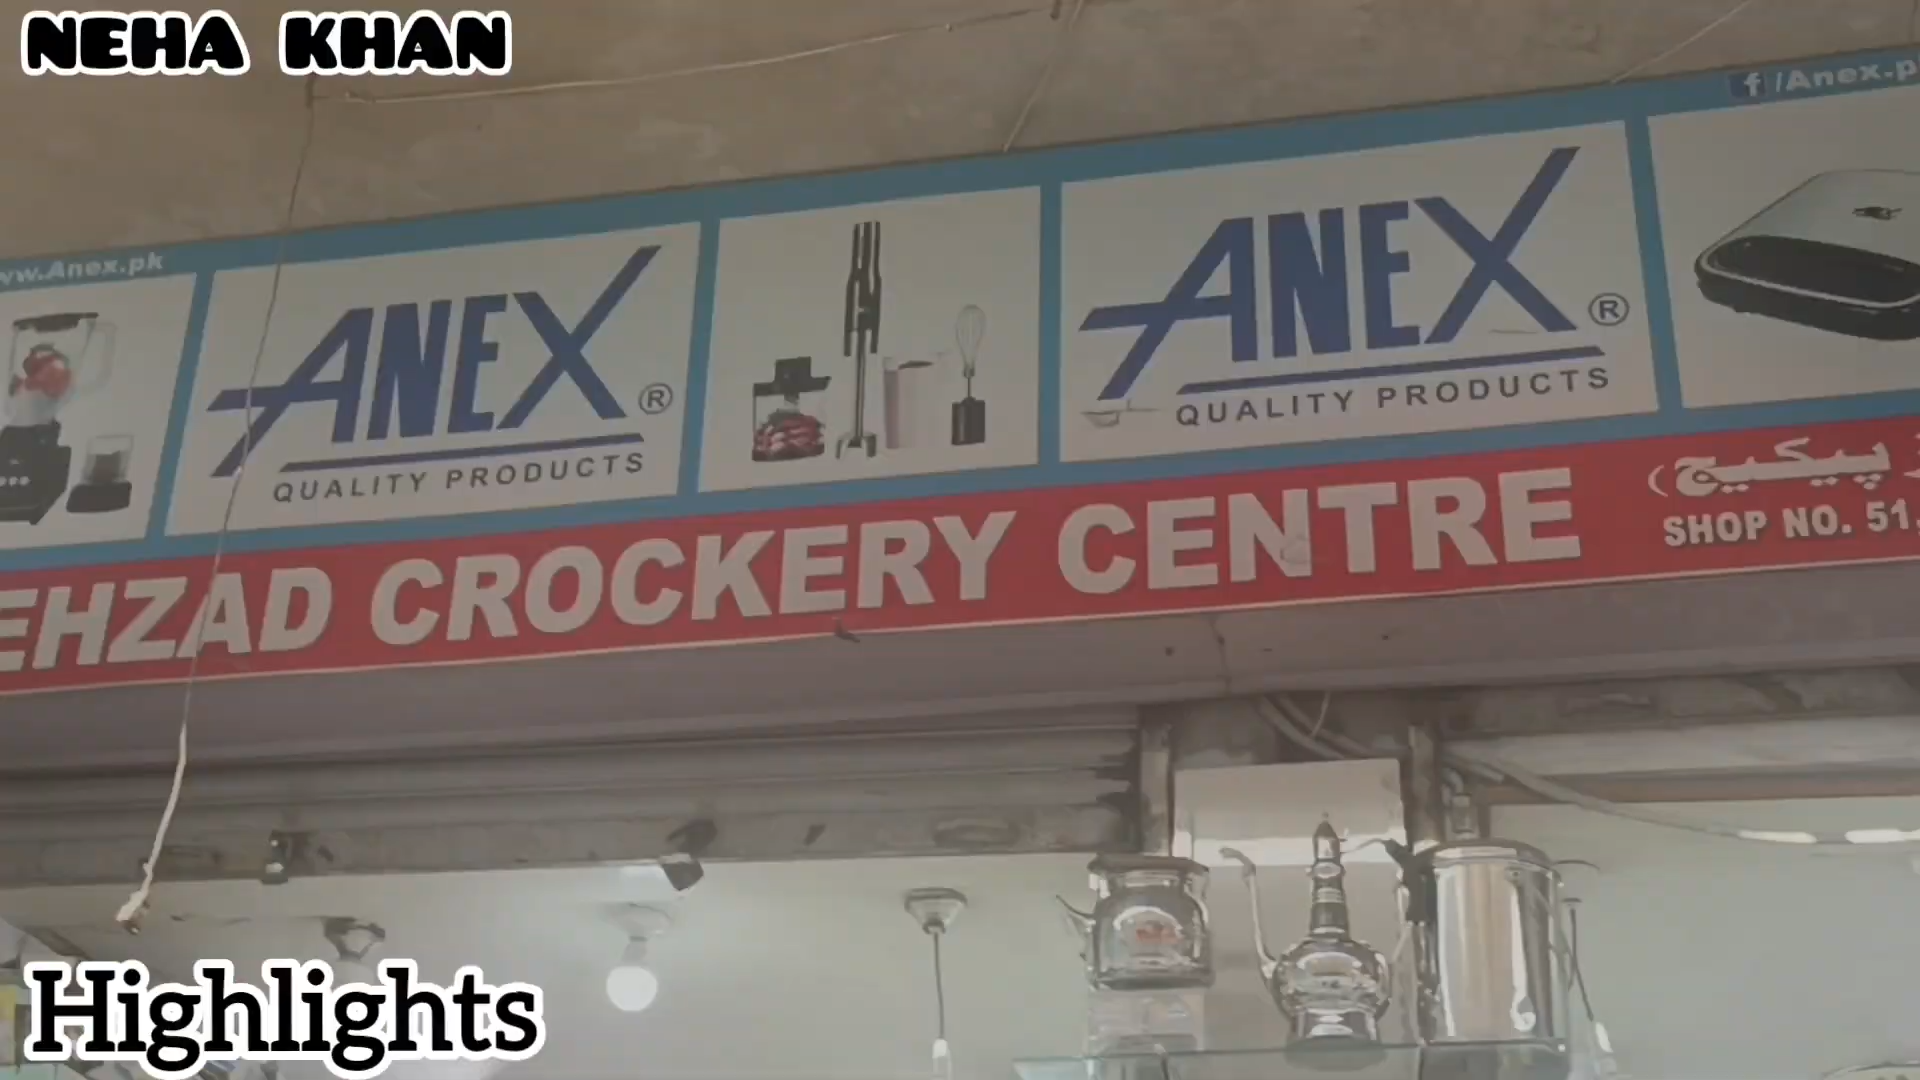 NEHA KHAN
/Anex.p
ww.Anex.pk
ANEX®
QUALITY PRODUCTS
ANEX®
QUALITY PRODUCTS
EHZAD CROCKERY CENTRE
پیکیج)
SHOP NO. 51.
Highlights